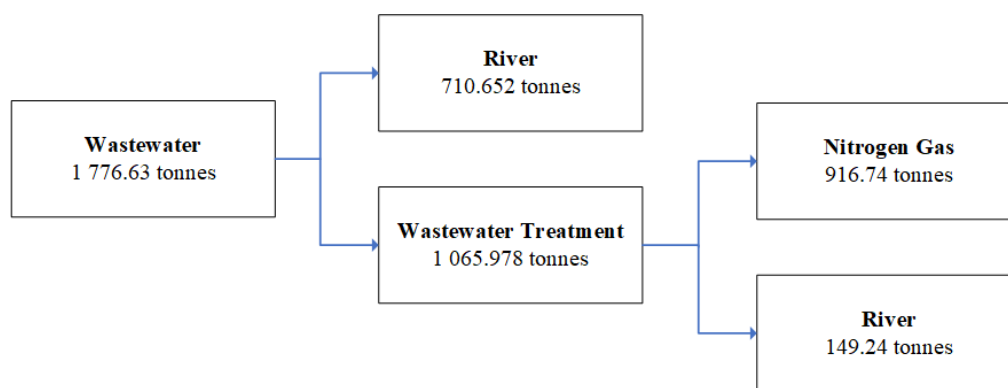 River
710.652 tonnes
Wastewater
1 776.63 tonnes
Nitrogen Gas
916.74 tonnes
Wastewater Treatment
1 065.978 tonnes
River
149.24 tonnes